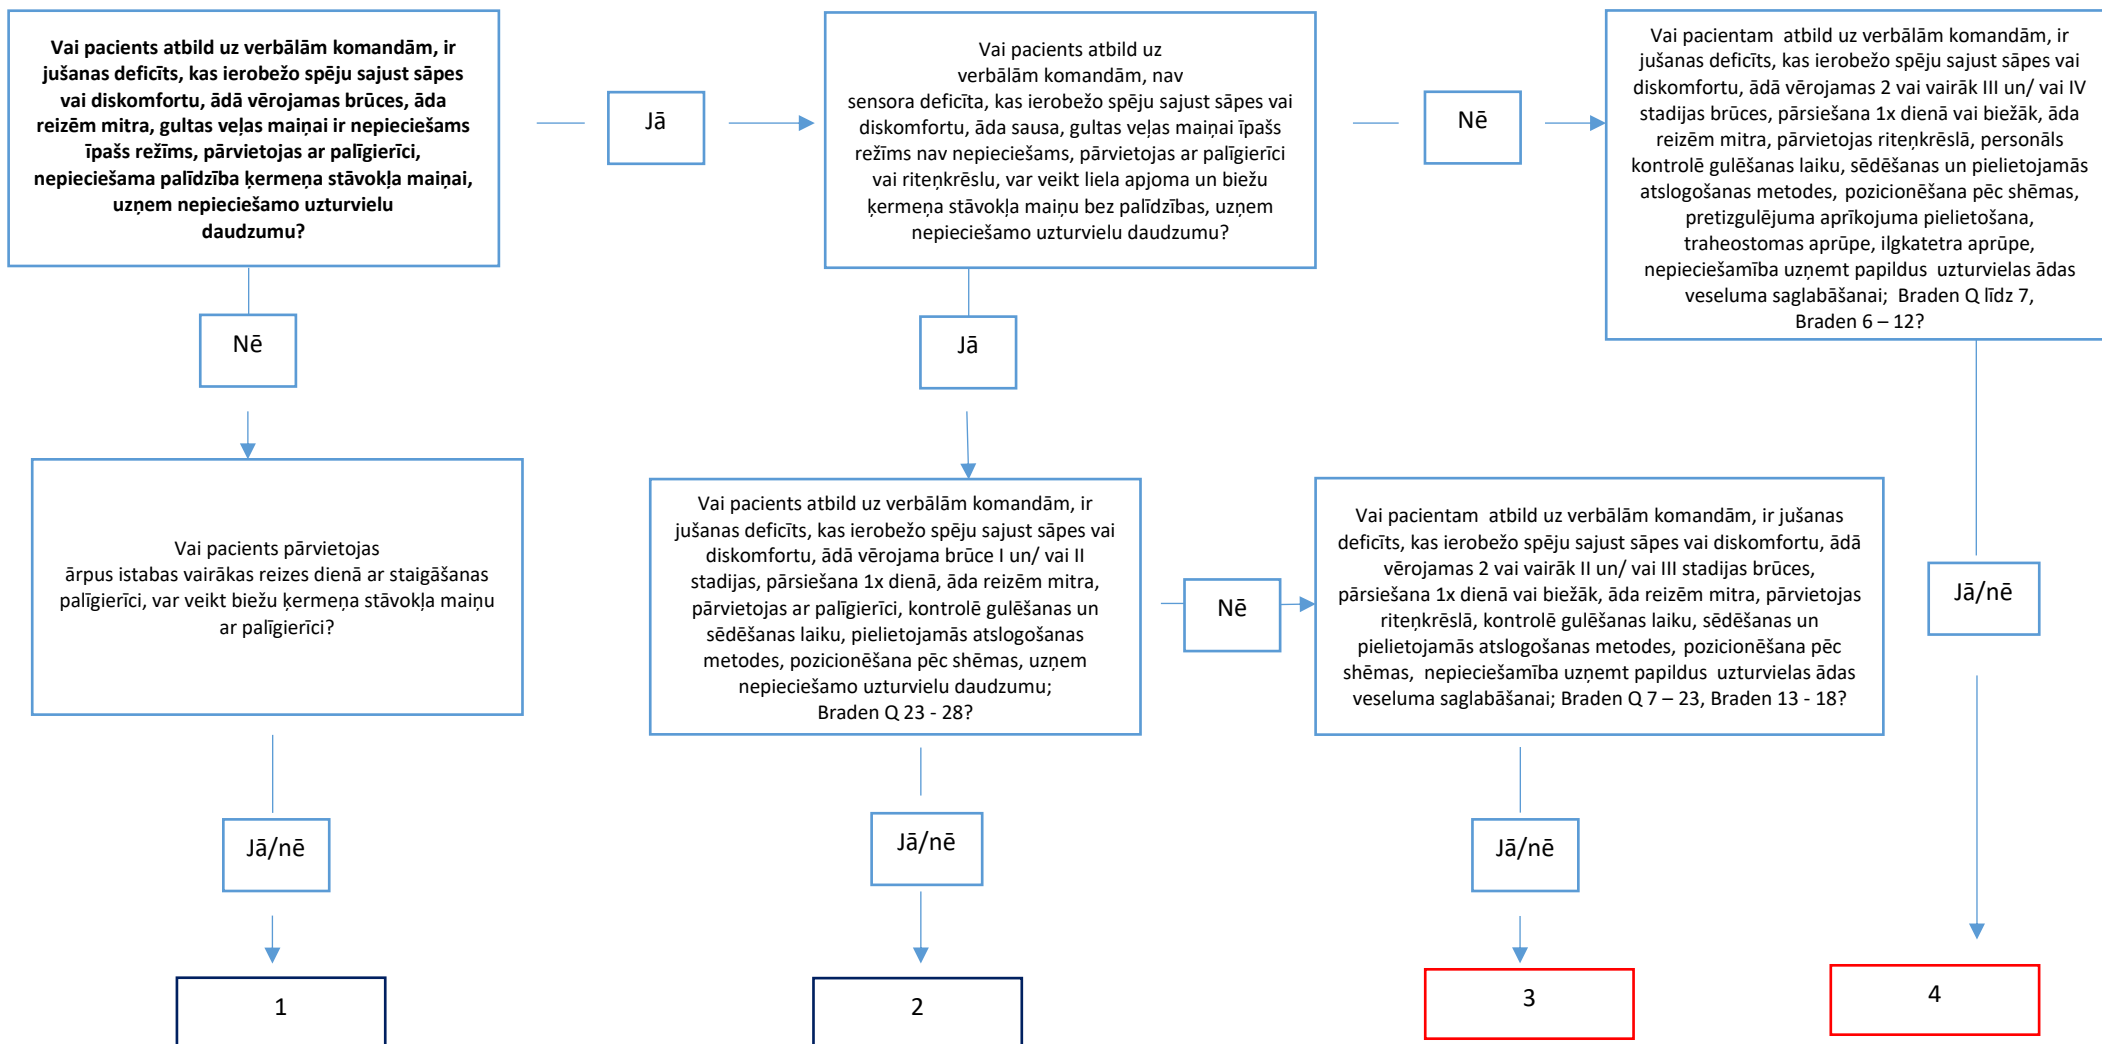 Vai pacients atbild uz verbālām komandām, ir
jušanas deficīts, kas ierobežo spēju sajust sāpes
vai diskomfortu, ādā vērojamas brūces, āda
reizēm mitra, gultas veļas maiņai ir nepieciešams
īpašs režīms, pārvietojas ar palīgierīci,
nepieciešama palīdzība ķermeņa stāvokļa maiņai,
uzņem nepieciešamo uzturvielu
daudzumu?
Jā
Vai pacients atbild uz
verbālām komandām, nav
sensora deficīta, kas ierobežo spēju sajust sāpes vai
diskomfortu, āda sausa, gultas veļas maiņai īpašs
režīms nav nepieciešams, pārvietojas ar palīgierīci
vai riteņkrēslu, var veikt liela apjoma un biežu
ķermeņa stāvokļa maiņu bez palīdzības, uzņem
nepieciešamo uzturvielu daudzumu?
Nē
Vai pacientam  atbild uz verbālām komandām, ir
jušanas deficīts, kas ierobežo spēju sajust sāpes vai
diskomfortu, ādā vērojamas 2 vai vairāk III un/ vai IV
stadijas brūces, pārsiešana 1x dienā vai biežāk, āda
reizēm mitra, pārvietojas riteņkrēslā, personāls
kontrolē gulēšanas laiku, sēdēšanas un pielietojamās
atslogošanas metodes, pozicionēšana pēc shēmas,
pretizgulējuma aprīkojuma pielietošana,
traheostomas aprūpe, ilgkatetra aprūpe,
nepieciešamība uzņemt papildus  uzturvielas ādas
veseluma saglabāšanai;  Braden Q līdz 7,
Braden 6 – 12?
Nē
Jā
Vai pacients pārvietojas
ārpus istabas vairākas reizes dienā ar staigāšanas
palīgierīci, var veikt biežu ķermeņa stāvokļa maiņu
ar palīgierīci?
Vai pacients atbild uz verbālām komandām, ir
jušanas deficīts, kas ierobežo spēju sajust sāpes vai
diskomfortu, ādā vērojama brūce I un/ vai II
stadijas, pārsiešana 1x dienā, āda reizēm mitra,
pārvietojas ar palīgierīci, kontrolē gulēšanas un
sēdēšanas laiku, pielietojamās atslogošanas
metodes, pozicionēšana pēc shēmas, uzņem
nepieciešamo uzturvielu daudzumu;
Braden Q 23 - 28?
Nē
Vai pacientam  atbild uz verbālām komandām, ir jušanas
deficīts, kas ierobežo spēju sajust sāpes vai diskomfortu, ādā
vērojamas 2 vai vairāk II un/ vai III stadijas brūces,
pārsiešana 1x dienā vai biežāk, āda reizēm mitra, pārvietojas
riteņkrēslā, kontrolē gulēšanas laiku, sēdēšanas un
pielietojamās atslogošanas metodes, pozicionēšana pēc
shēmas,  nepieciešamība uzņemt papildus  uzturvielas ādas
veseluma saglabāšanai; Braden Q 7 – 23, Braden 13 - 18?
Jā/nē
Jā/nē
Jā/nē
Jā/nē
1
2
3
4